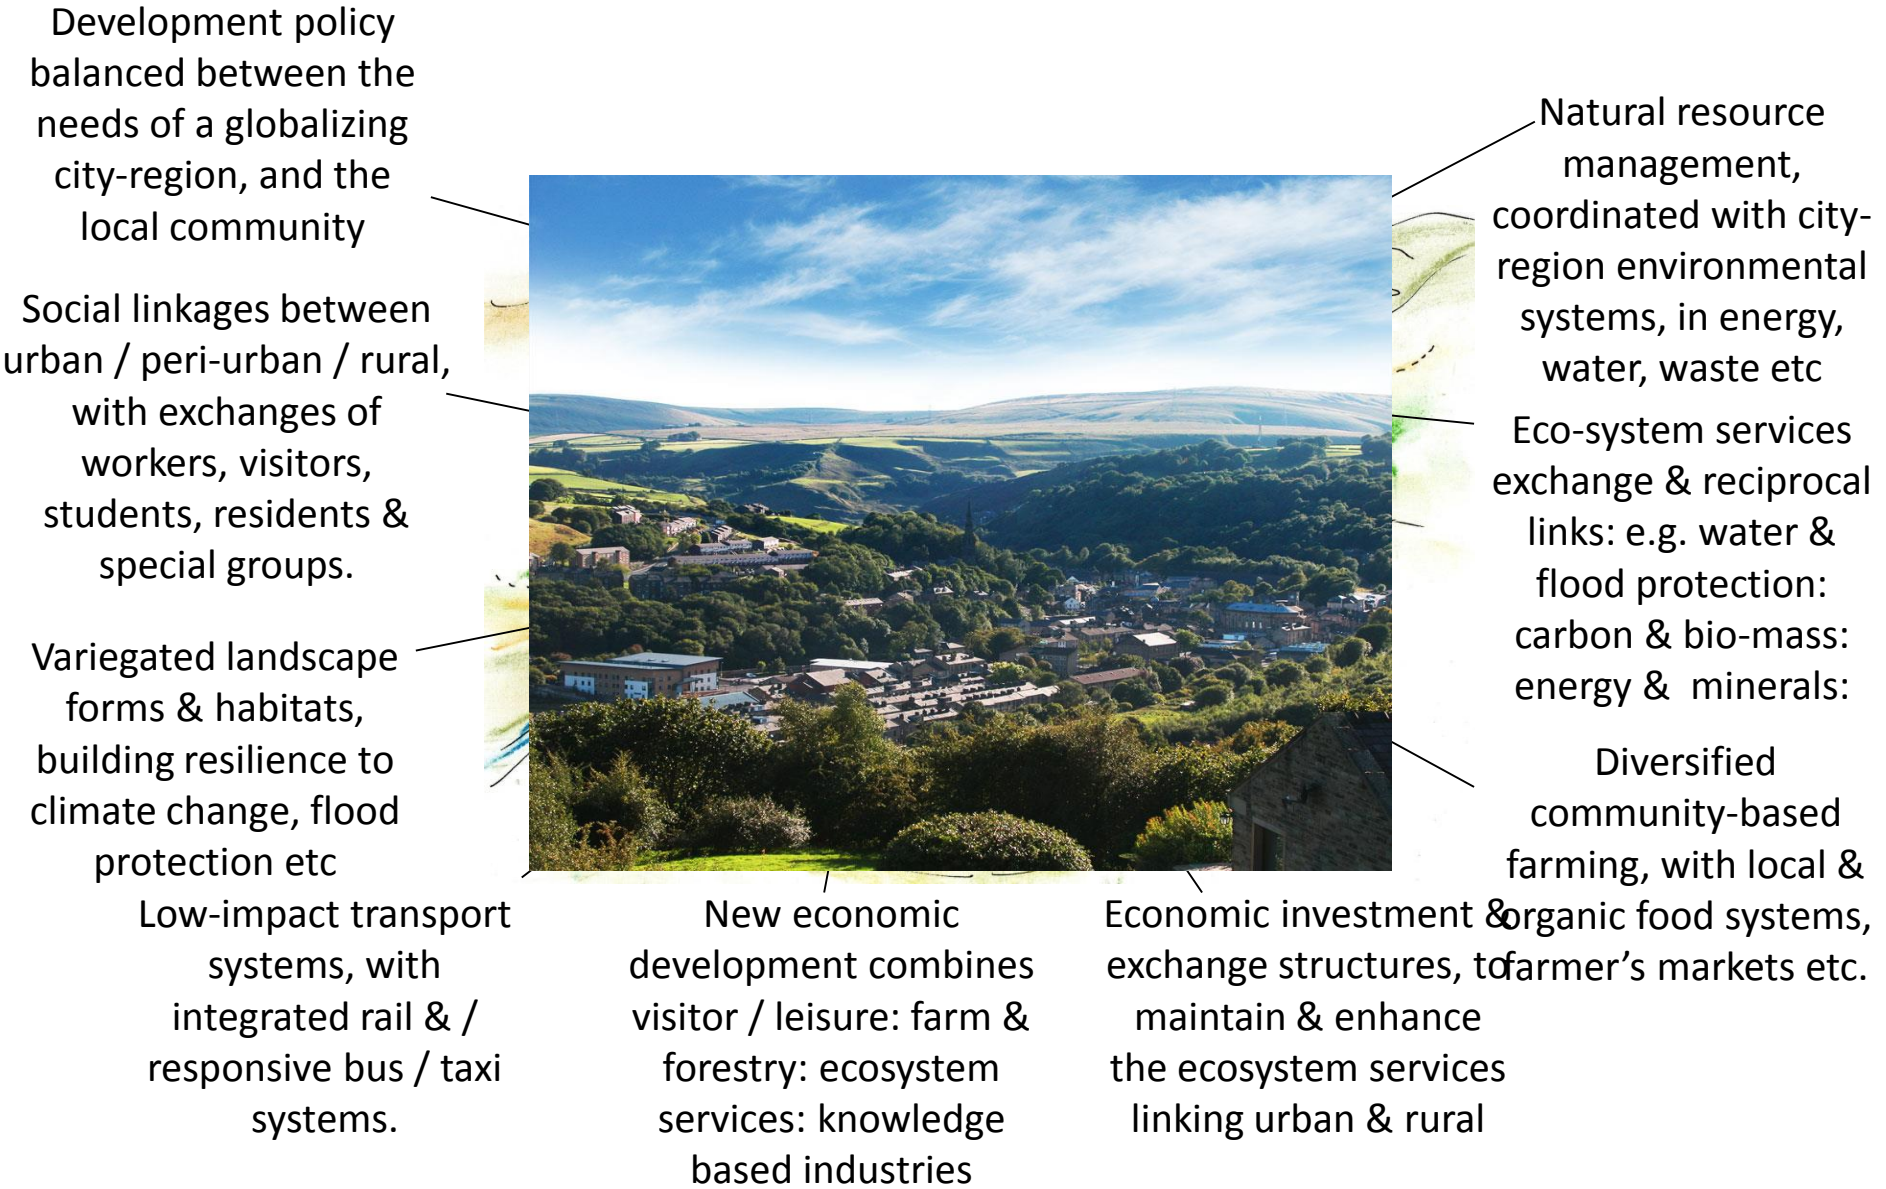 Development policy
balanced between the
needs of a globalizing
city-region, and the
local community
Social linkages between
urban / peri-urban / rural,
with exchanges of
workers, visitors,
students, residents &
special groups.
Variegated landscape
forms & habitats,
building resilience to
climate change, flood
protection etc
Low-impact transport
systems, with
integrated rail & /
responsive bus / taxi
systems.
New economic
development combines
visitor / leisure: farm &
forestry: ecosystem
services: knowledge
based industries
Economic investment &
exchange structures, to
maintain & enhance
the ecosystem services
linking urban & rural
Natural resource
management,
coordinated with city-
region environmental
systems, in energy,
water, waste etc
Eco-system services
exchange & reciprocal
links: e.g. water &
flood protection:
carbon & bio-mass:
energy &  minerals:
Diversified
community-based
farming, with local &
organic food systems,
farmer’s markets etc.